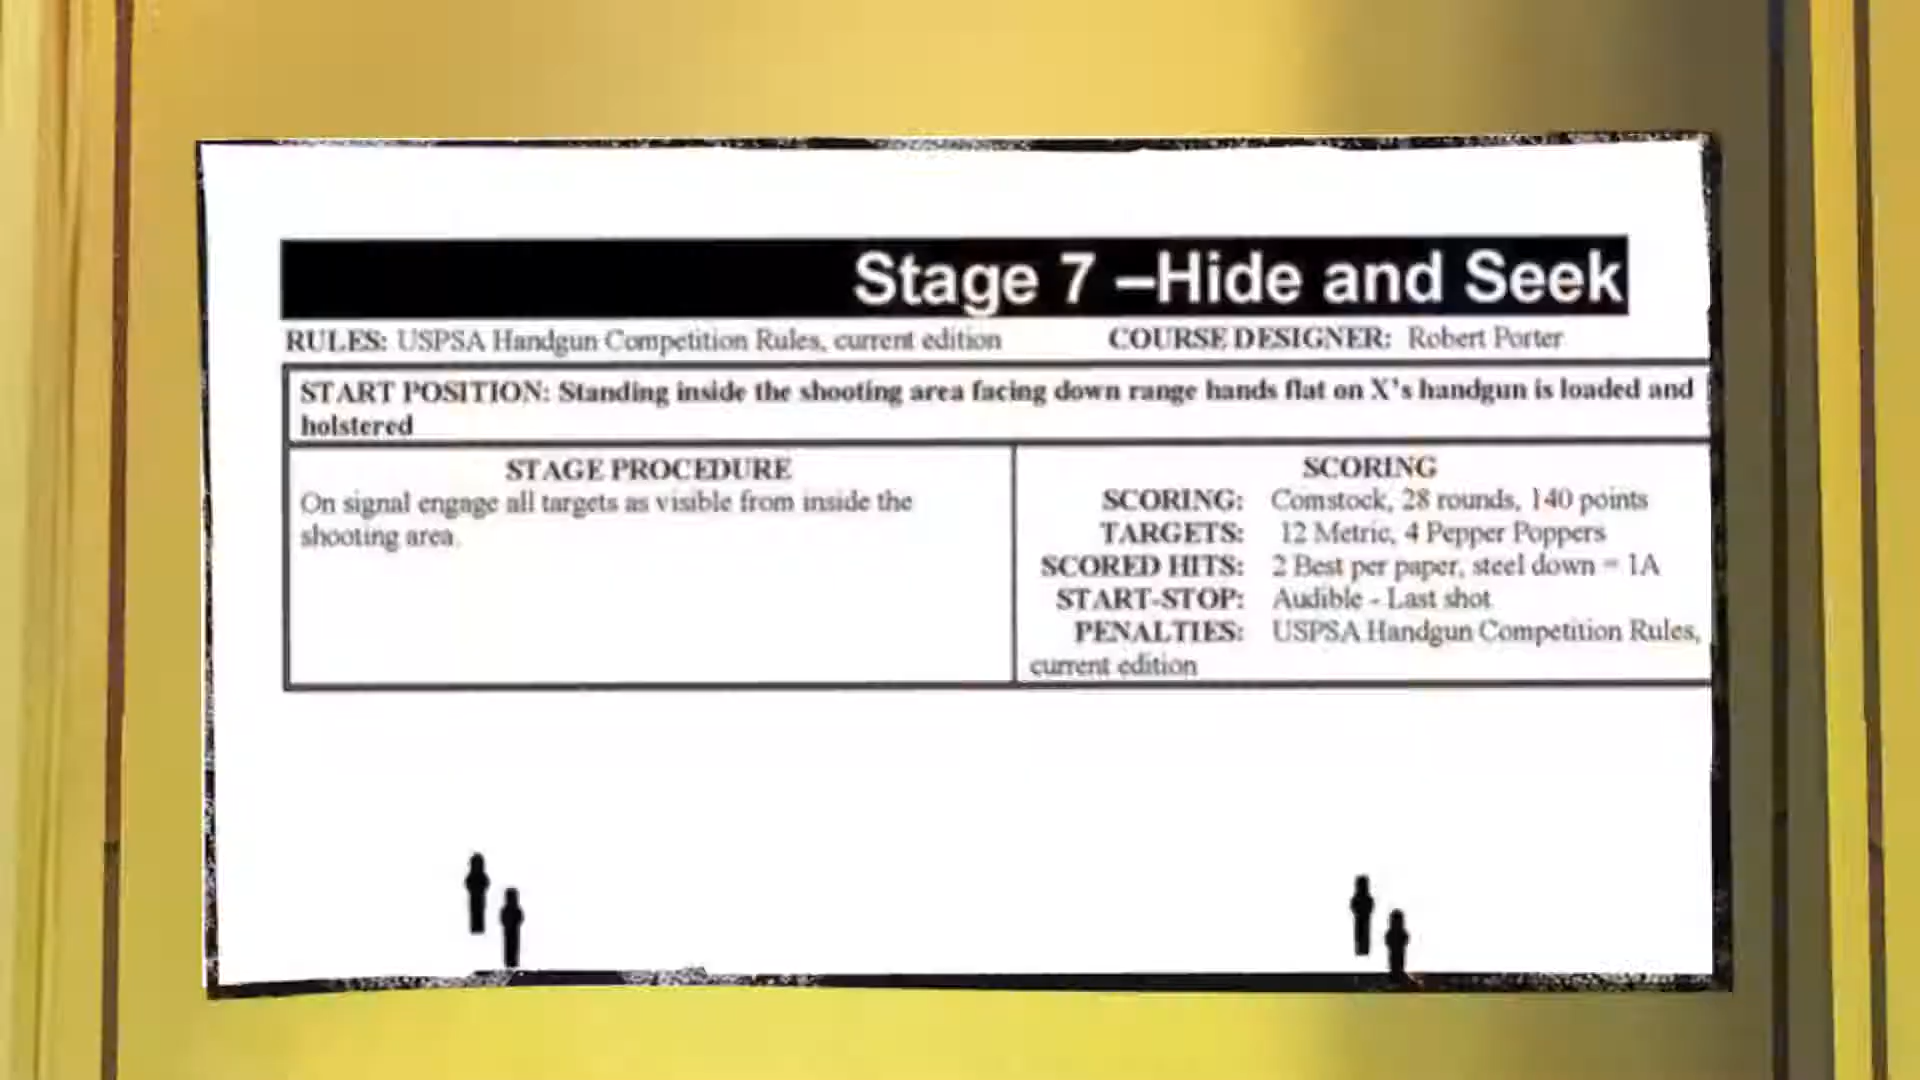 Stage 7 –Hide and Seek
RULES: USPSA Handgun Competition Rules, current edition COURSE DESIGNER: Robert Porter
START POSITION: Standing inside the shooting area facing down range hands flat on X's handgun is loaded and
holstered
STAGE PROCEDURE
On signal engage all targets as visible from inside the
shooting area.
SCORING
SCORING: Comstock, 28 rounds, 140 points
TARGETS: 12 Metric, 4 Pepper Poppers
SCORED HITS: 2 Best per paper, steel down = 1A
START-STOP: Audible - Last shot
PENALTIES: USPSA Handgun Competition Rules,
current edition